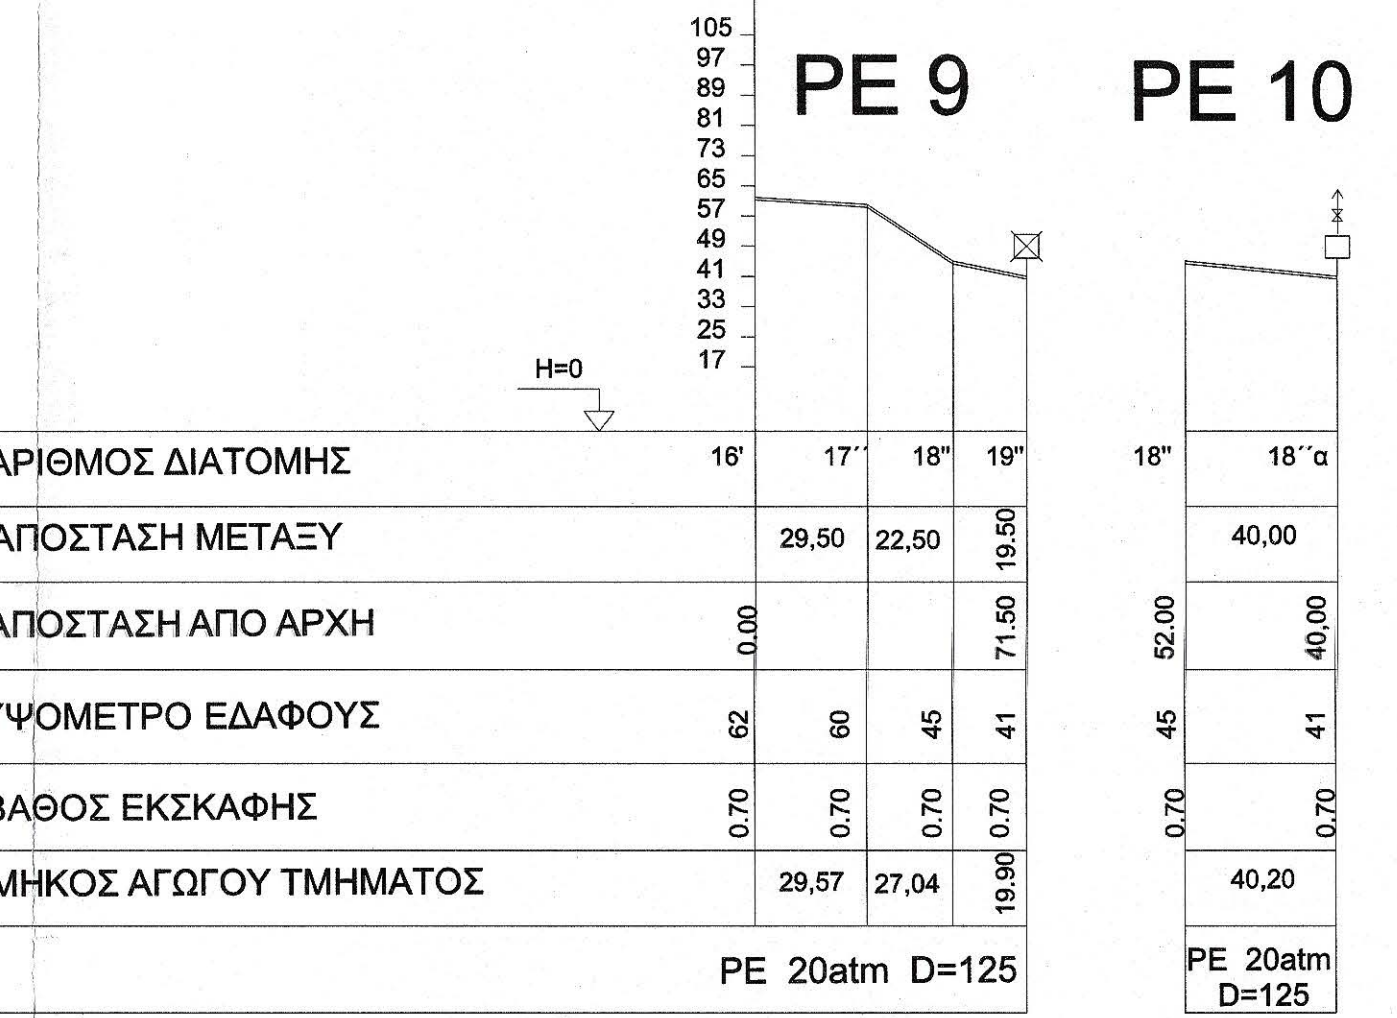 105
97
89
81
73
65
57
49
41
33
25
17
PE 9
PE 10
H=0
ΑΡΙΘΜΟΣ ΔΙΑΤΟΜΗΣ 16' 17´´ 18" 19" 18" 18´´α
ΑΠΟΣΤΑΣΗ ΜΕΤΑΞΥ 29,50 22,50 19.50 40,00
ΑΠΟΣΤΑΣΗ ΑΠΟ ΑΡΧΗ 0.00 71.50 52.00 40,00
ΥΨΟΜΕΤΡΟ ΕΔΑΦΟΥΣ 62 60 45 41 45 41
ΒΑΘΟΣ ΕΚΣΚΑΦΗΣ 0.70 0.70 0.70 0.70 0.70 0.70
ΜΗΚΟΣ ΑΓΩΓΟΥ ΤΜΗΜΑΤΟΣ 29,57 27,04 19.90 40,20
PE 20atm D=125
PE 20atm
D=125